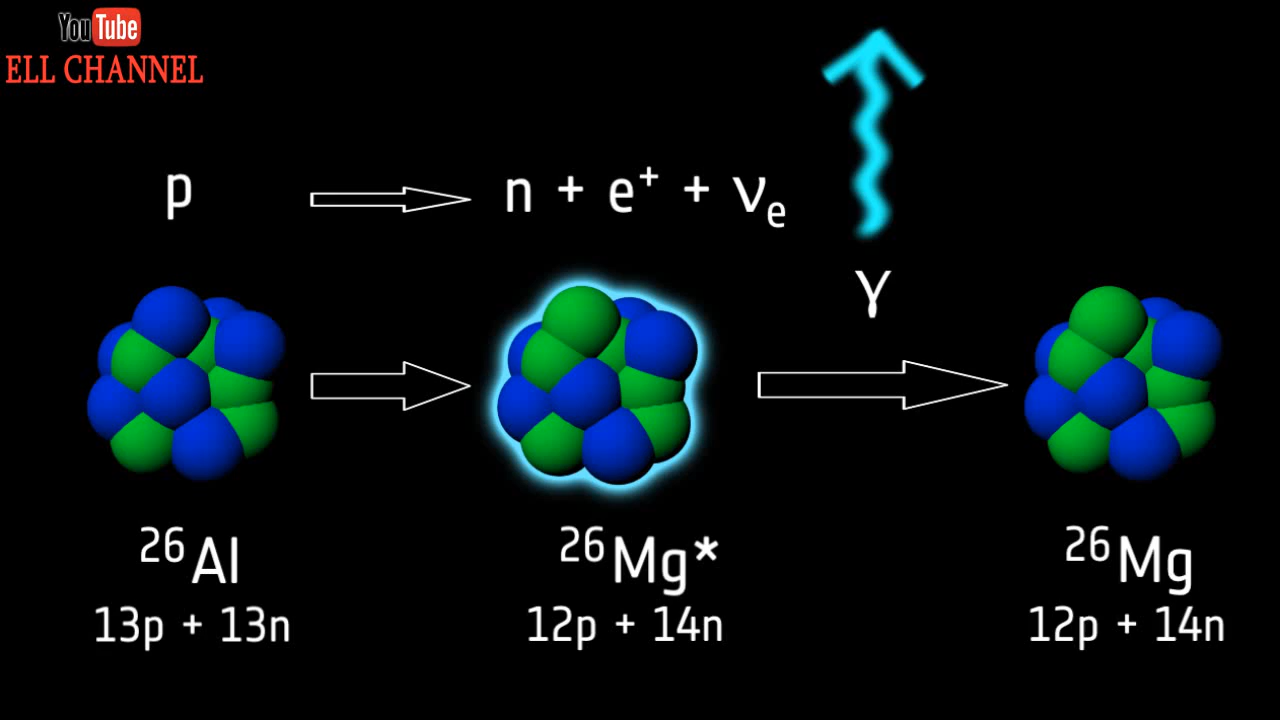 YouTube
ELL CHANNEL
p
n + e⁺ + νₑ
γ
²⁶Al
²⁶Mg*
²⁶Mg
13p + 13n
12p + 14n
12p + 14n